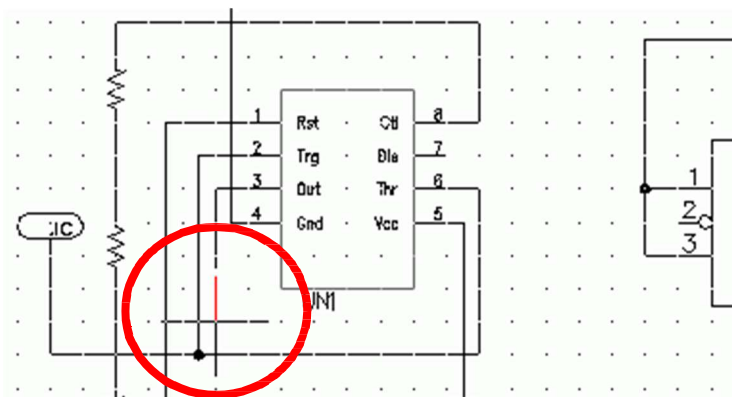 1 Rst Ctl 8
2 Trg Dis 7
3 Out Thr 6
4 Gnd Vcc 5
UN1
1
2
3